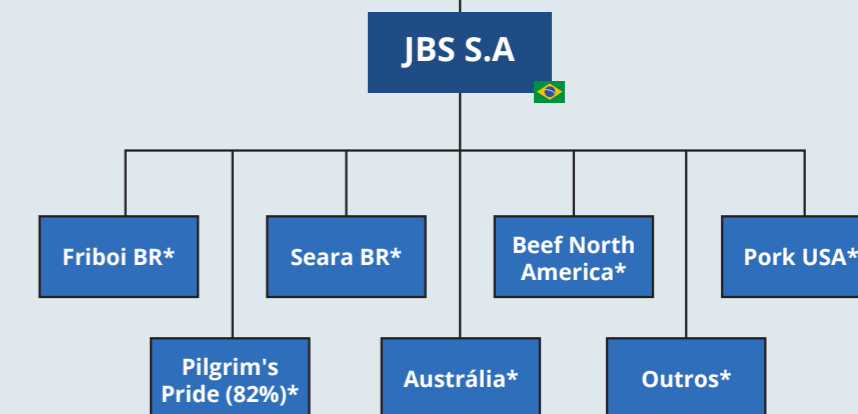 JBS S.A
Friboi BR*
Seara BR*
Beef North
America*
Pork USA*
Pilgrim's
Pride (82%)*
Austrália*
Outros*